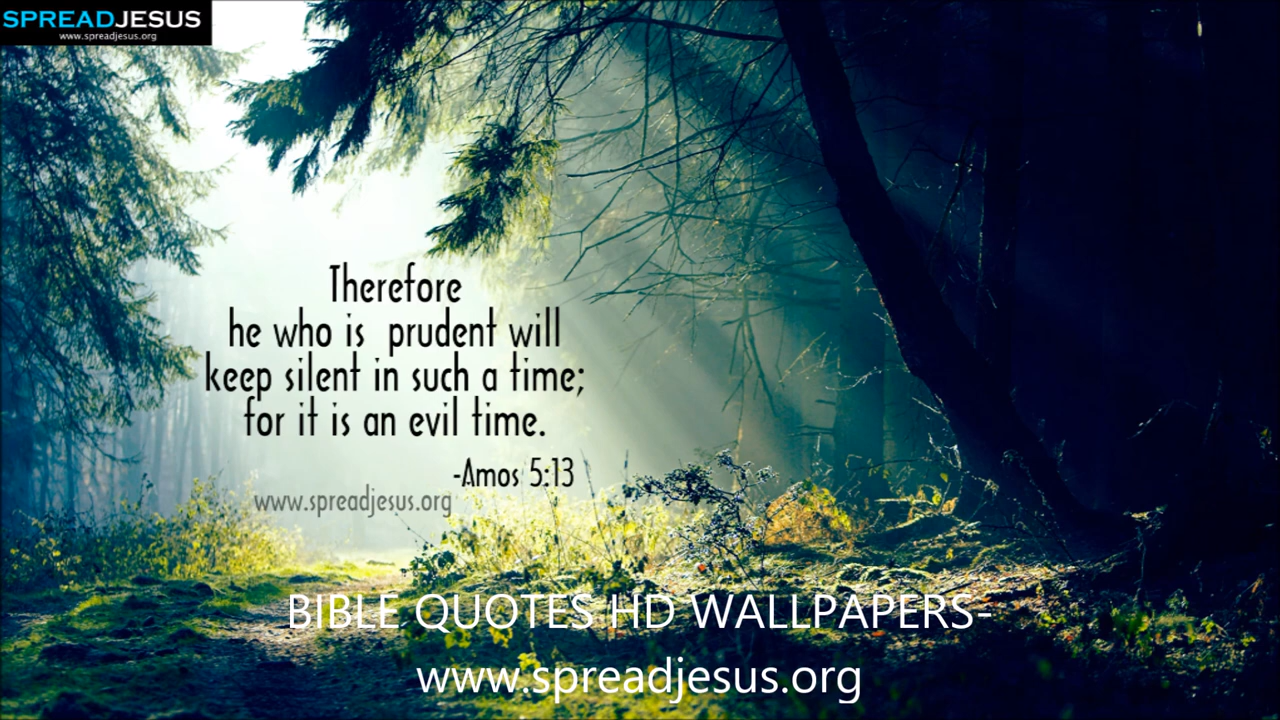 SPREADJESUS
www.spreadjesus.org
Therefore
he who is prudent will
keep silent in such a time;
for it is an evil time.
-Amos 5:13
www.spreadjesus.org
BIBLE QUOTES HD WALLPAPERS-
www.spreadjesus.org